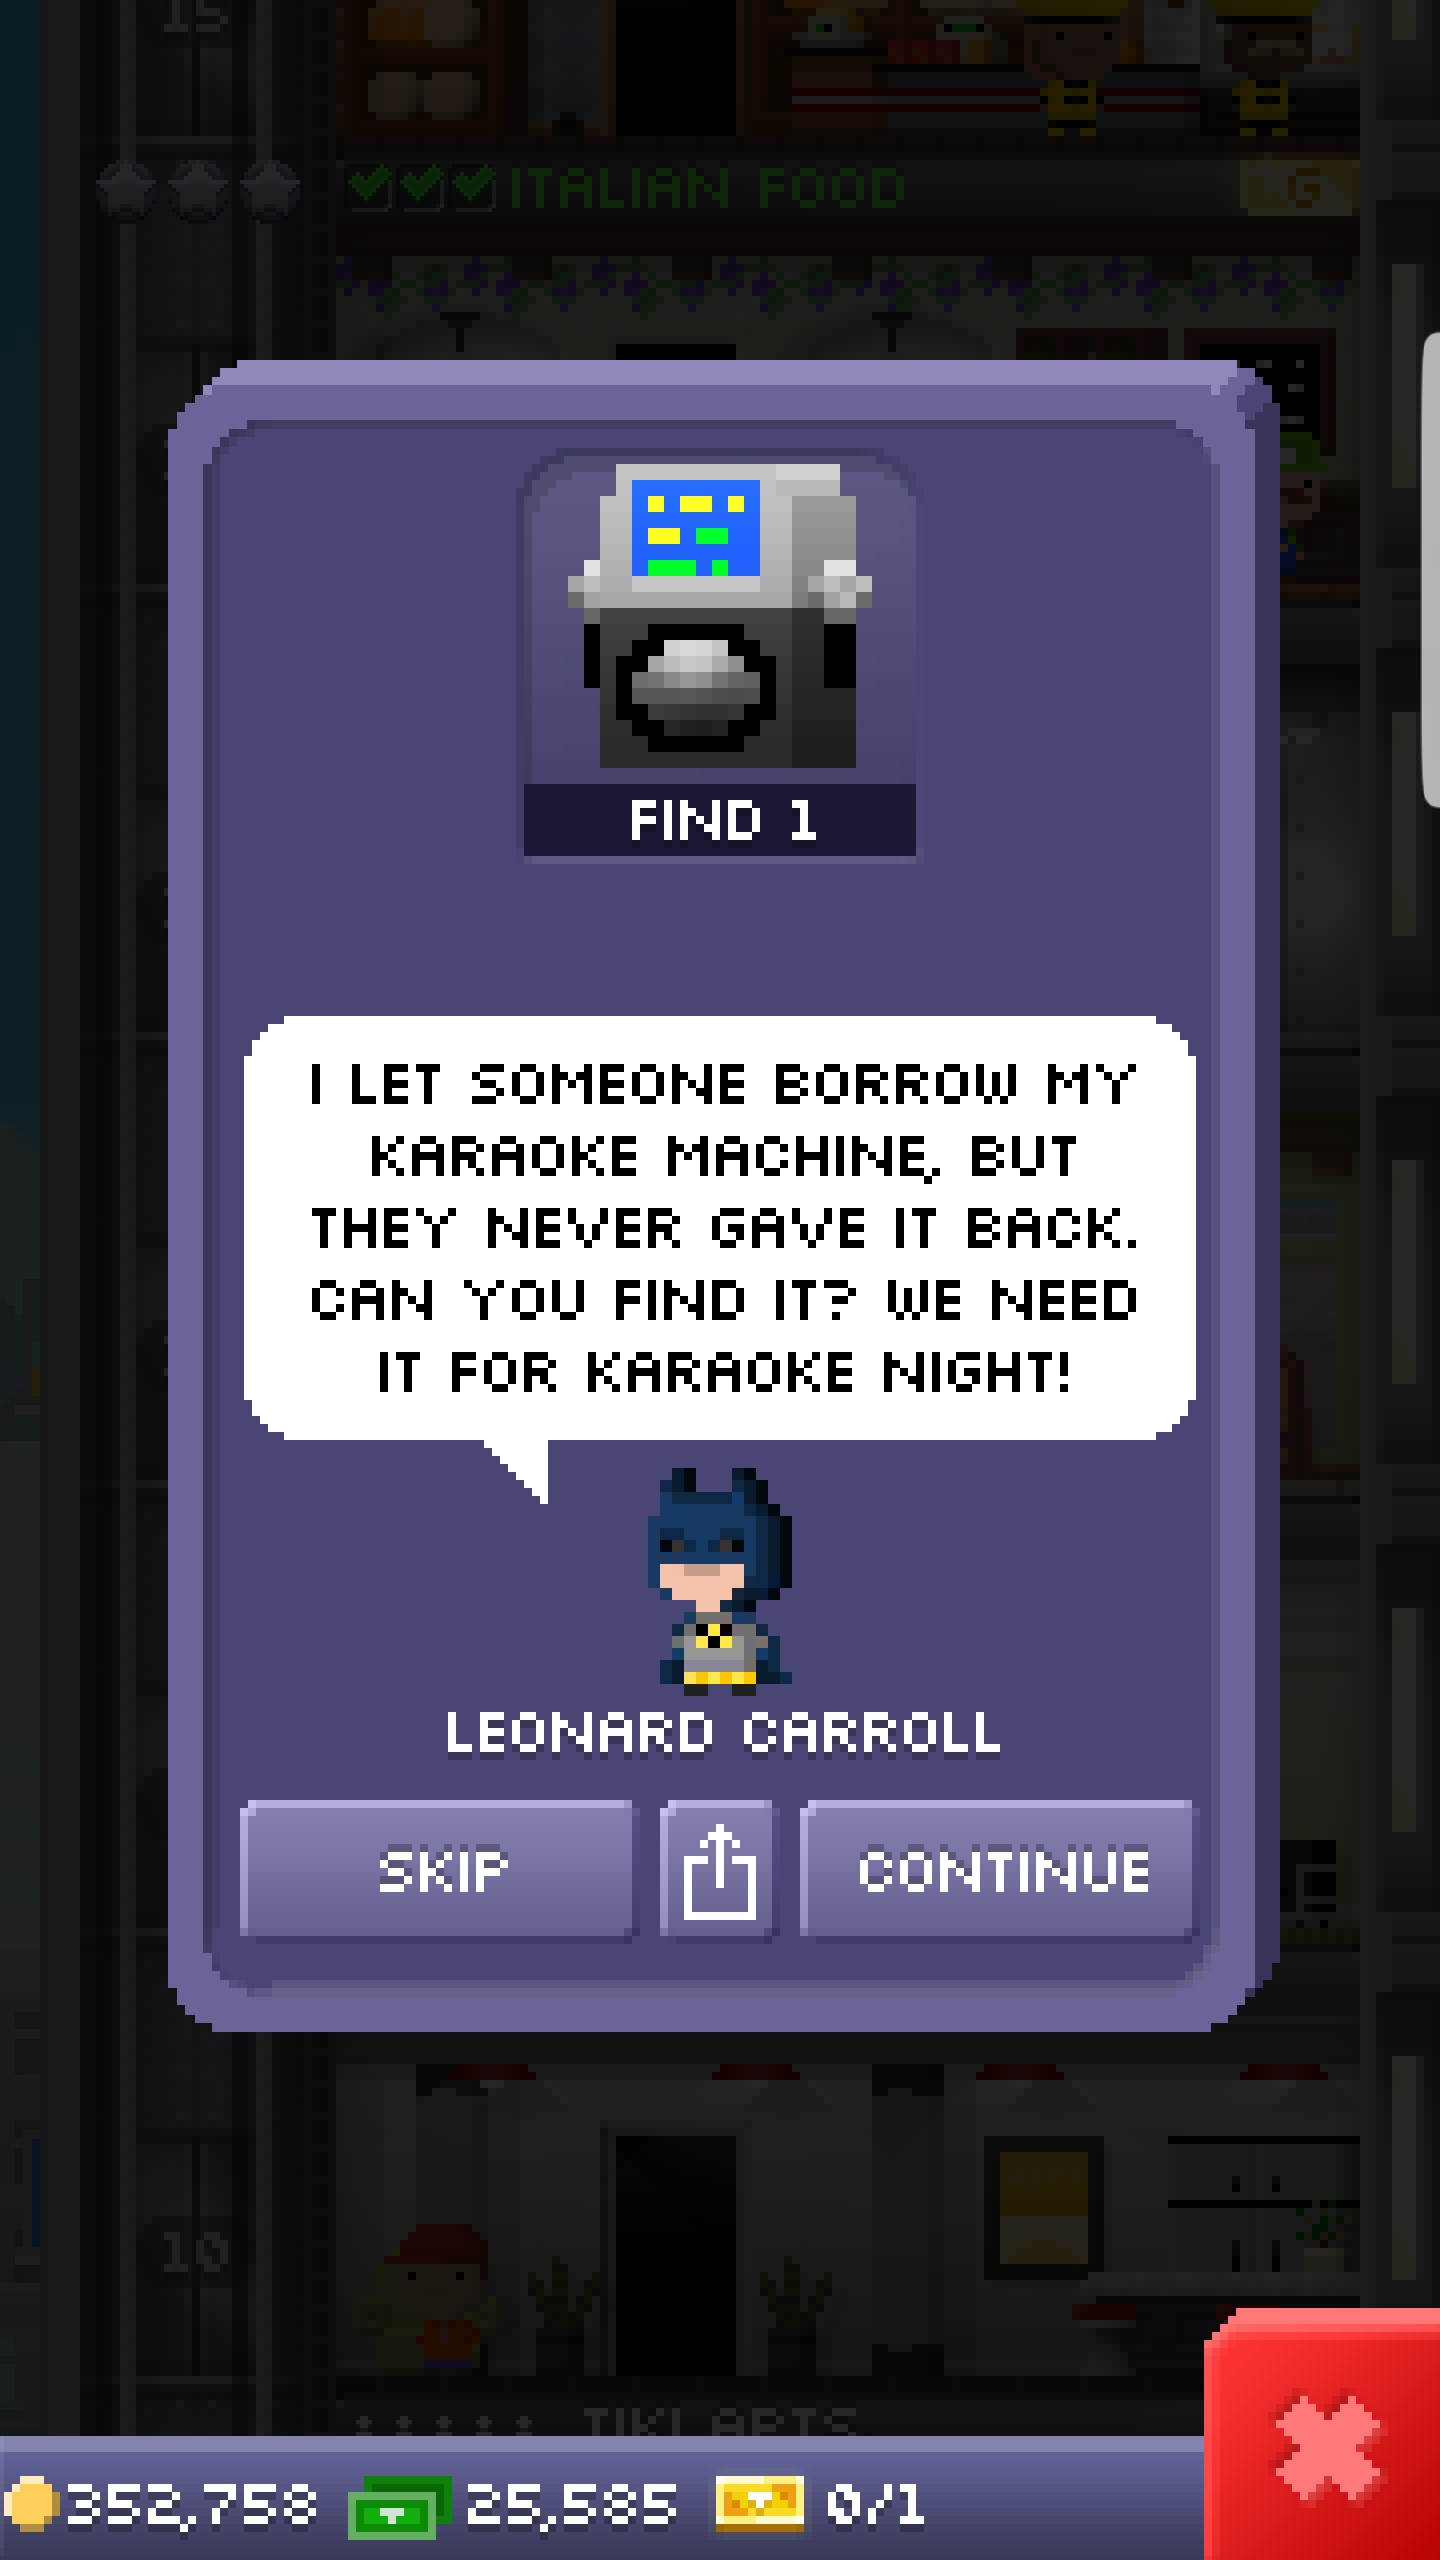 15
ITALIAN FOOD
FIND 1
I LET SOMEONE BORROW MY
KARAOKE MACHINE, BUT
THEY NEVER GAVE IT BACK.
CAN YOU FIND IT? WE NEED
IT FOR KARAOKE NIGHT!
LEONARD CARROLL
SKIP
CONTINUE
10
TIKI APTS
352,758
25,585
0/1